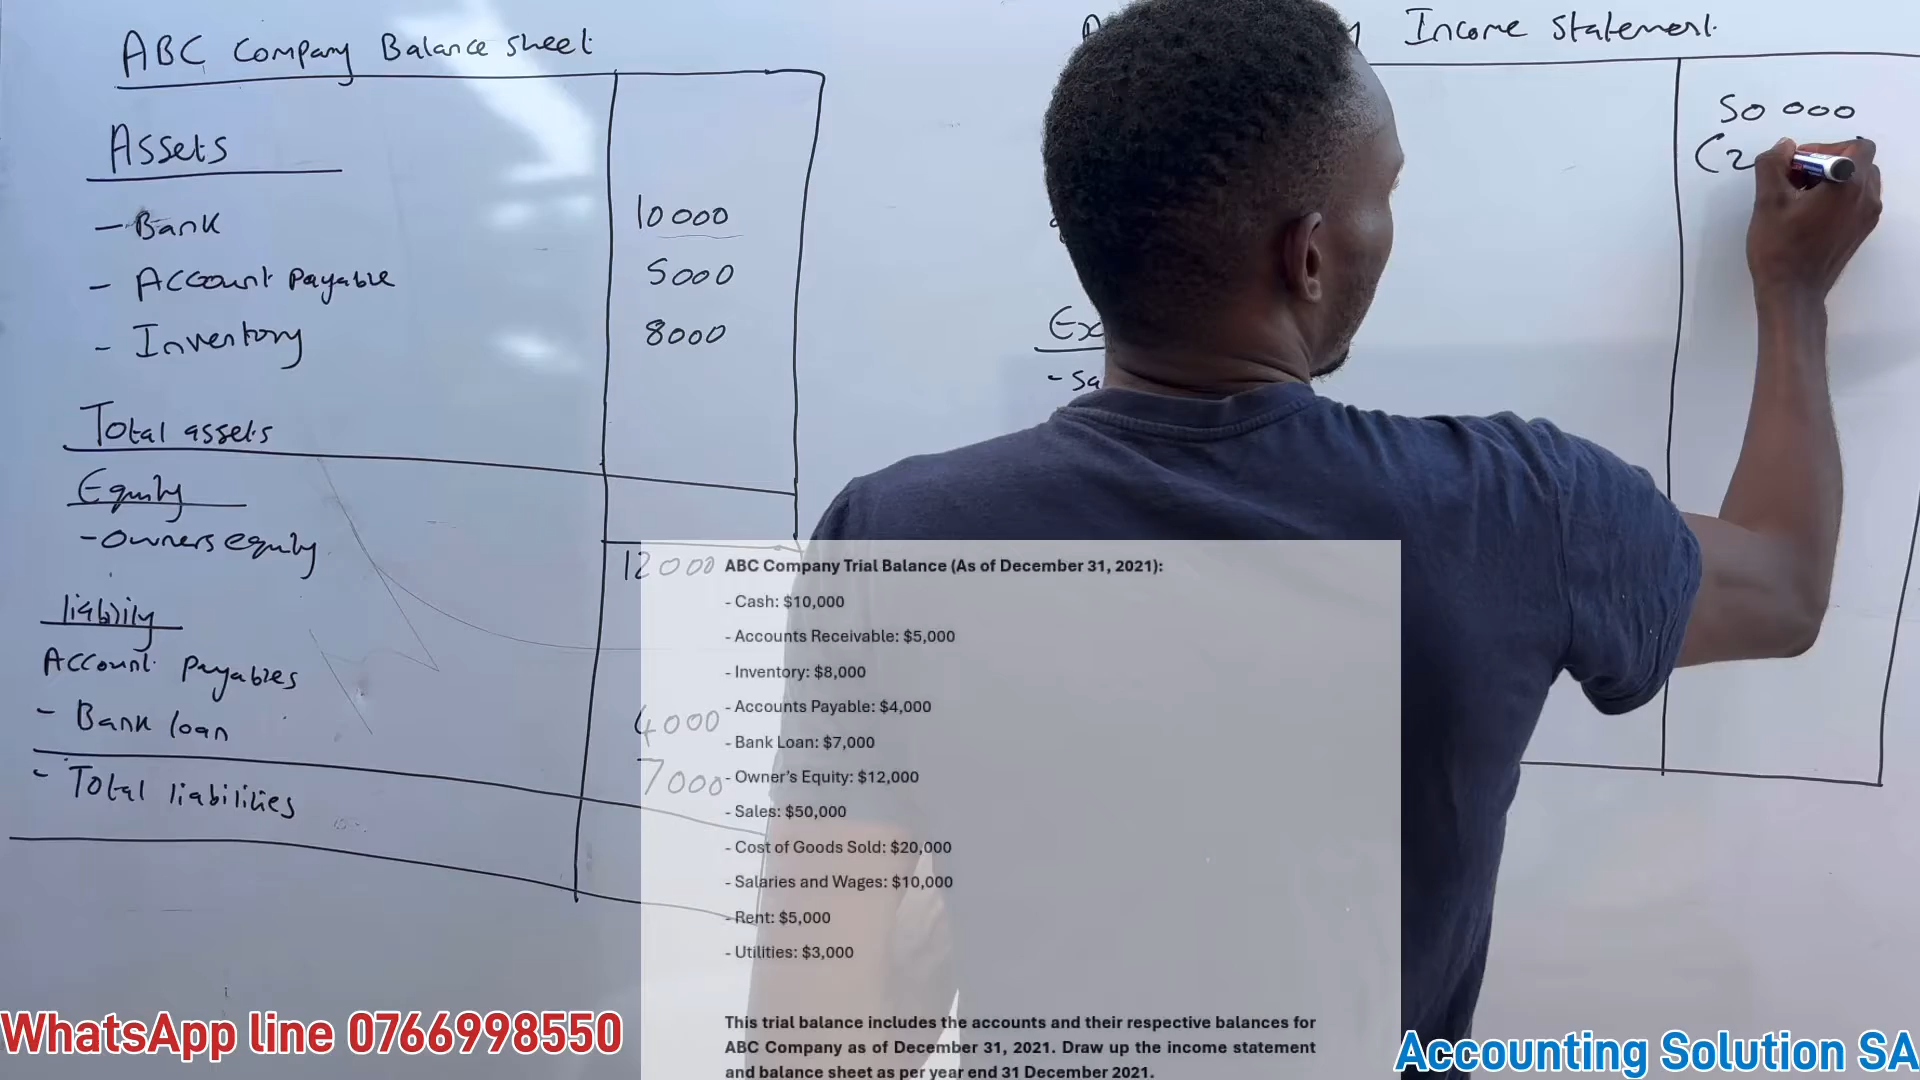 ABC Company Balance sheet
Assets
- Bank 10 000
- Account Payable 5000
- Inventory 8000
Total assets
Equity
- Owners equity 12000
liability
Account Payables 4000
- Bank loan 7000
- Total liabilities
Income Statement
50 000
(2
- Sa
ABC Company Trial Balance (As of December 31, 2021):
- Cash: $10,000
- Accounts Receivable: $5,000
- Inventory: $8,000
- Accounts Payable: $4,000
- Bank Loan: $7,000
- Owner's Equity: $12,000
- Sales: $50,000
- Cost of Goods Sold: $20,000
- Salaries and Wages: $10,000
- Rent: $5,000
- Utilities: $3,000
This trial balance includes the accounts and their respective balances for
ABC Company as of December 31, 2021. Draw up the income statement
and balance sheet as per year end 31 December 2021.
WhatsApp line 0766998550
Accounting Solution SA